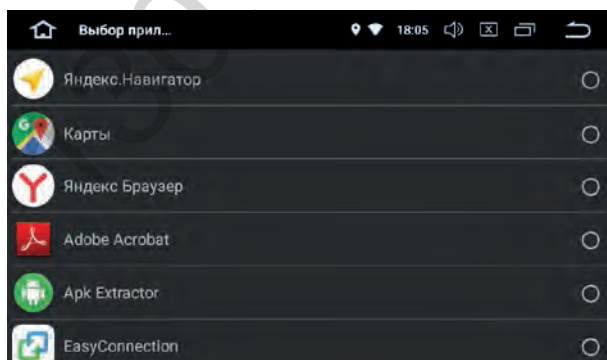 Выбор прил...
18:05
Яндекс.Навигатор
Карты
Яндекс Браузер
Adobe Acrobat
Apk Extractor
EasyConnection